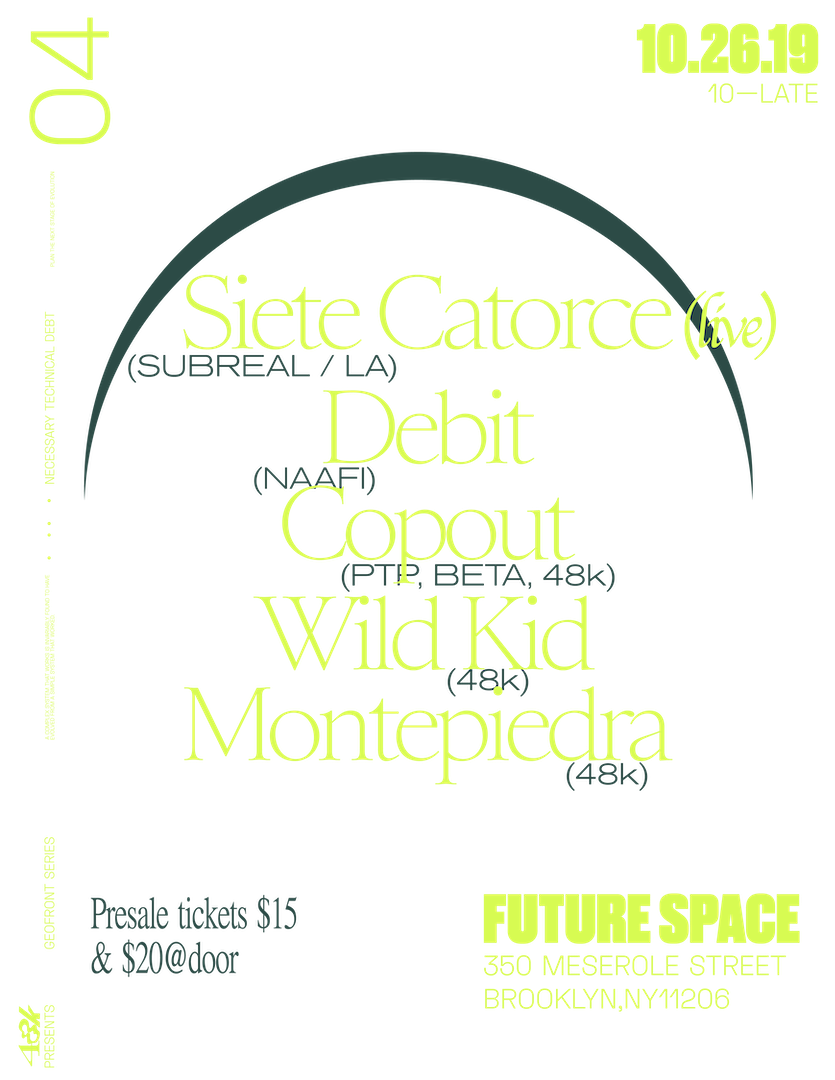 04
10.26.19
10—LATE
Siete Catorce (live)
(SUBREAL / LA)
Debit
(NAAFI)
Copout
(PTP, BETA, 48k)
Wild Kid
(48k)
Montepiedra
(48k)
NECESSARY TECHNICAL DEBT
GEOFRONT SERIES
48k
PRESENTS
Presale tickets $15
& $20@door
FUTURE SPACE
350 MESEROLE STREET
BROOKLYN,NY11206